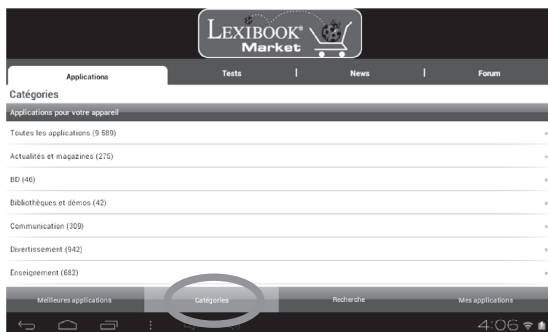 LEXIBOOK®
Market
Applications Tests | News | Forum
Catégories
Applications pour votre appareil
Toutes les applications (9 589)
Actualités et magazines (275)
BD (46)
Bibliothèques et démos (42)
Communication (309)
Divertissement (942)
Enseignement (682)
Meilleures applications Catégories Recherche Mes applications
4:06